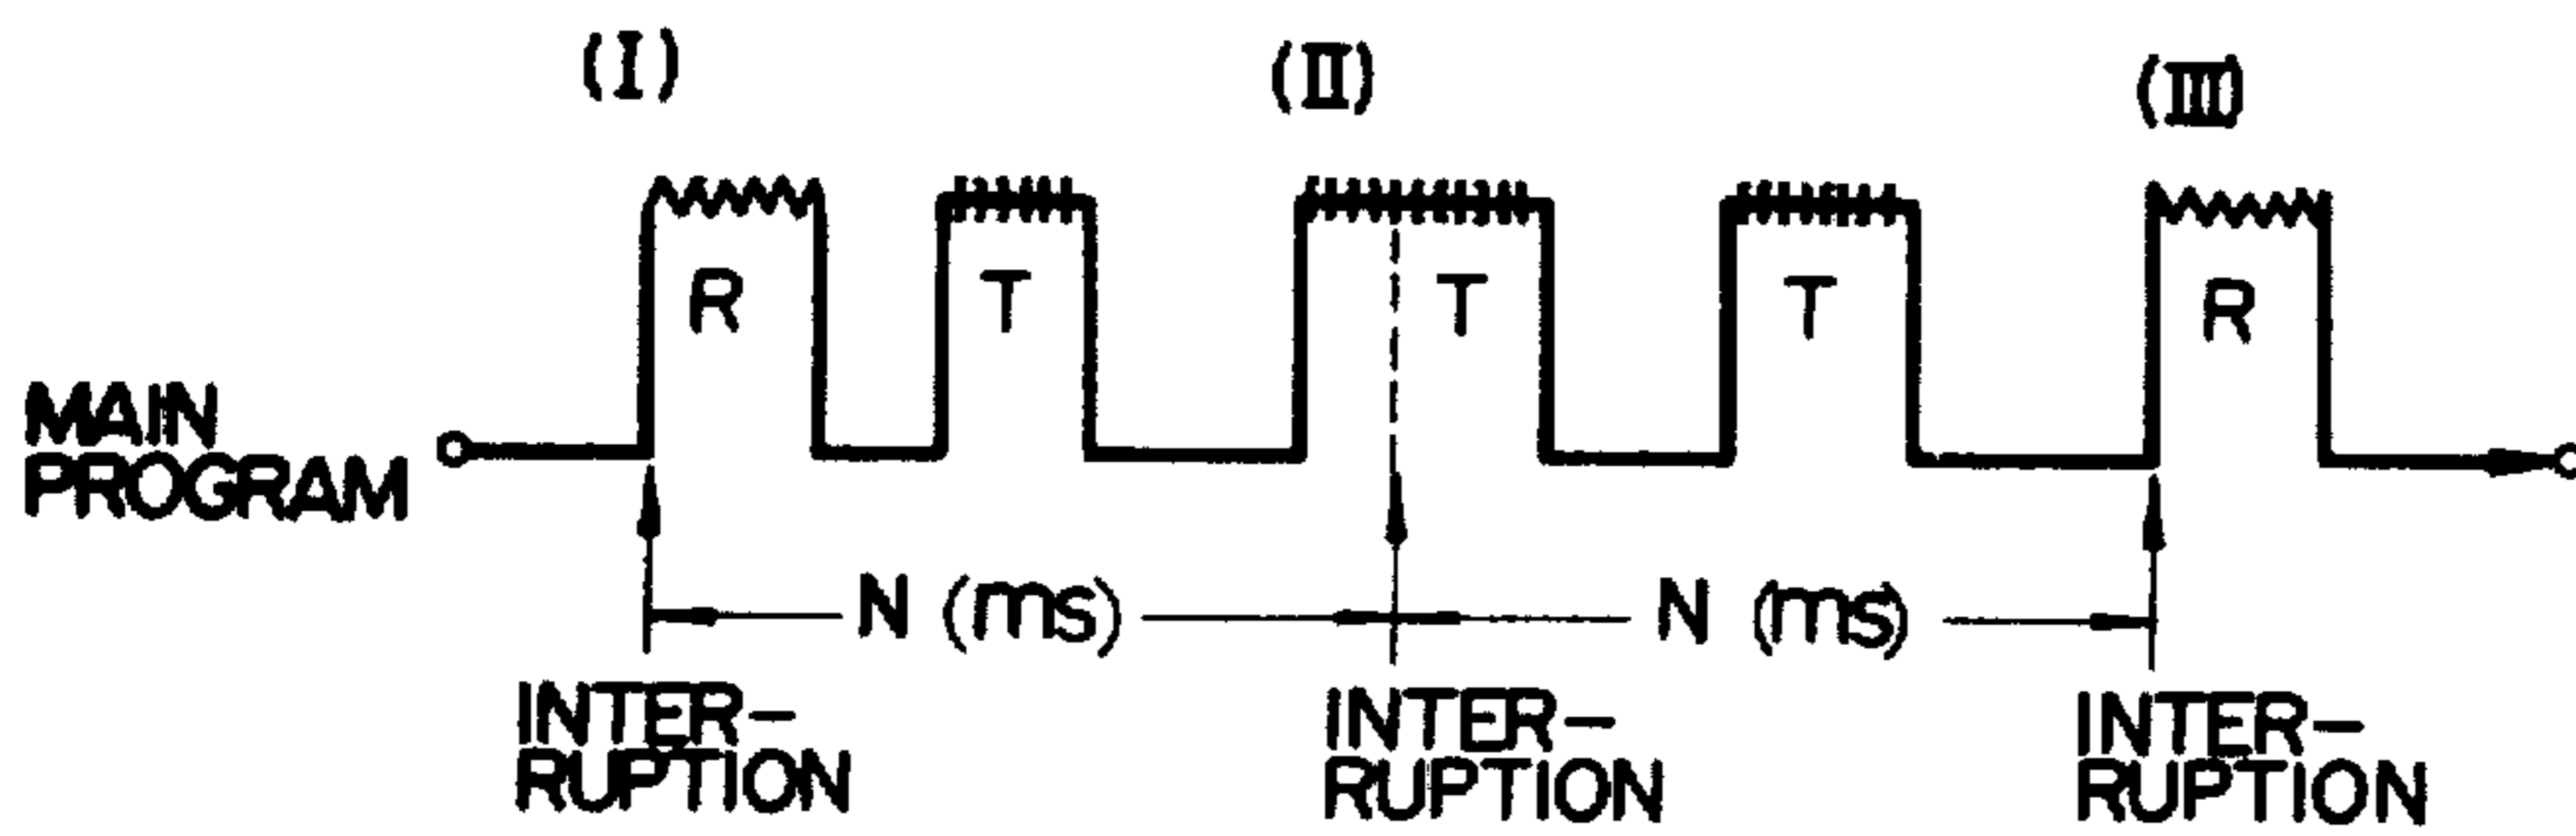 (I) (II) (III)
R T T T R
MAIN
PROGRAM
N (ms) N (ms)
INTER- INTER- INTER-
RUPTION RUPTION RUPTION